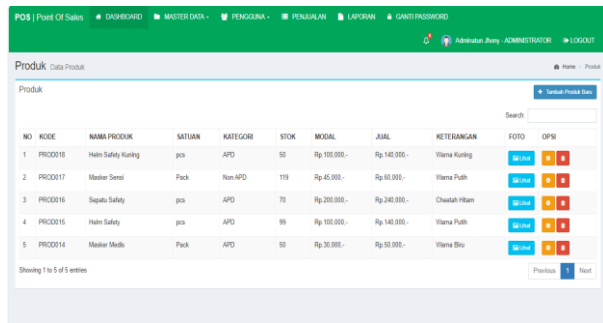 POS | Point Of Sales DASHBOARD MASTER DATA PENGGUNA PENJUALAN LAPORAN GANTI PASSWORD
Adminatun Jhony - ADMINISTRATOR LOGOUT
Produk Data Produk Home Produk
Produk
+ Tambah Produk Baru
Search:
NO KODE NAMA PRODUK SATUAN KATEGORI STOK MODAL JUAL KETERANGAN FOTO OPSI
1 PROD018 Helm Safety Kuning pcs APD 50 Rp.100,000,- Rp.140,000,- Warna Kuning Lihat
2 PROD017 Masker Sensi Pack Non APD 119 Rp.45,000,- Rp.60,000,- Warna Putih Lihat
3 PROD016 Sepatu Safety pcs APD 70 Rp.200,000,- Rp.240,000,- Cheetah Hitam Lihat
4 PROD015 Helm Safety pcs APD 99 Rp.100,000,- Rp.140,000,- Warna Putih Lihat
5 PROD014 Masker Medis Pack APD 50 Rp.30,000,- Rp.50,000,- Warna Biru Lihat
Showing 1 to 5 of 5 entries
Previous 1 Next